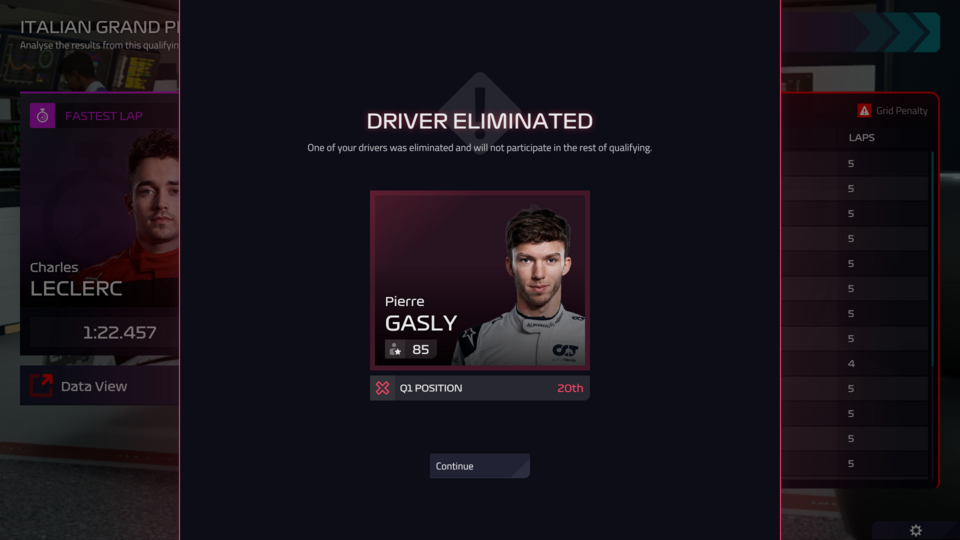 ITALIAN GRAND P
Analyse the results from this qualifyin
FASTEST LAP
Charles
LECLERC
1:22.457
Data View
DRIVER ELIMINATED
One of your drivers was eliminated and will not participate in the rest of qualifying.
Pierre
GASLY
85
Q1 POSITION
20th
Continue
Grid Penalty
LAPS
5
5
5
5
5
5
5
5
4
5
5
5
5